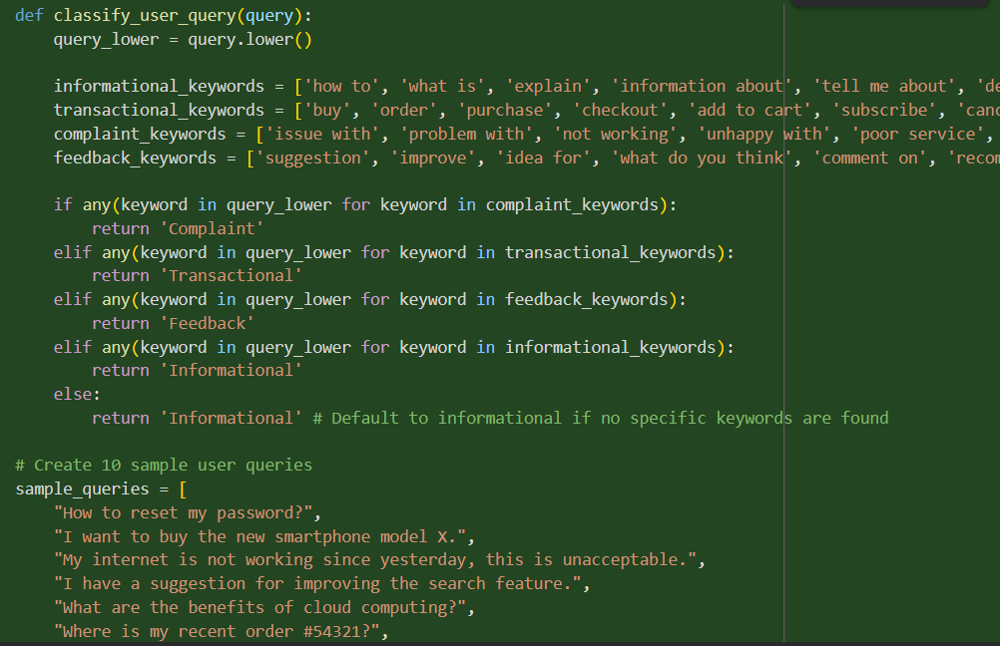 def classify_user_query(query):
    query_lower = query.lower()

    informational_keywords = ['how to', 'what is', 'explain', 'information about', 'tell me about', 'de
    transactional_keywords = ['buy', 'order', 'purchase', 'checkout', 'add to cart', 'subscribe', 'canc
    complaint_keywords = ['issue with', 'problem with', 'not working', 'unhappy with', 'poor service',
    feedback_keywords = ['suggestion', 'improve', 'idea for', 'what do you think', 'comment on', 'recom

    if any(keyword in query_lower for keyword in complaint_keywords):
        return 'Complaint'
    elif any(keyword in query_lower for keyword in transactional_keywords):
        return 'Transactional'
    elif any(keyword in query_lower for keyword in feedback_keywords):
        return 'Feedback'
    elif any(keyword in query_lower for keyword in informational_keywords):
        return 'Informational'
    else:
        return 'Informational' # Default to informational if no specific keywords are found

# Create 10 sample user queries
sample_queries = [
    "How to reset my password?",
    "I want to buy the new smartphone model X.",
    "My internet is not working since yesterday, this is unacceptable.",
    "I have a suggestion for improving the search feature.",
    "What are the benefits of cloud computing?",
    "Where is my recent order #54321?",